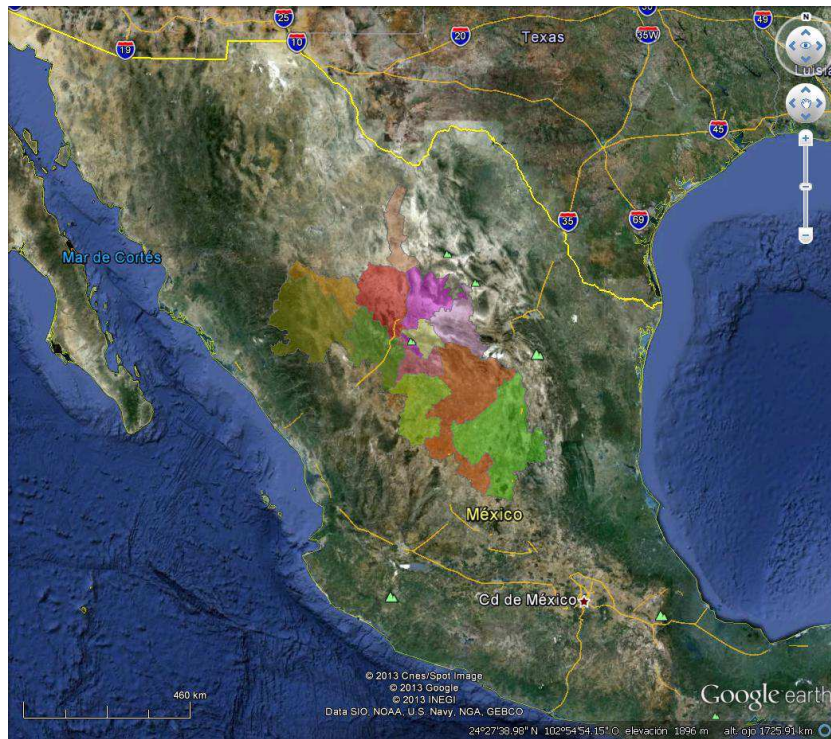 25
30
49
19
10
20
Texas
35W
N
45
35
69
Mar de Cortés
México
Cd de México
© 2013 Cnes/Spot Image
© 2013 Google
© 2013 INEGI
Data SIO, NOAA, U.S. Navy, NGA, GEBCO
460 km
Google earth
24°27'38.98" N 102°54'54.15" O elevación 1896 m alt. ojo 1725.91 km